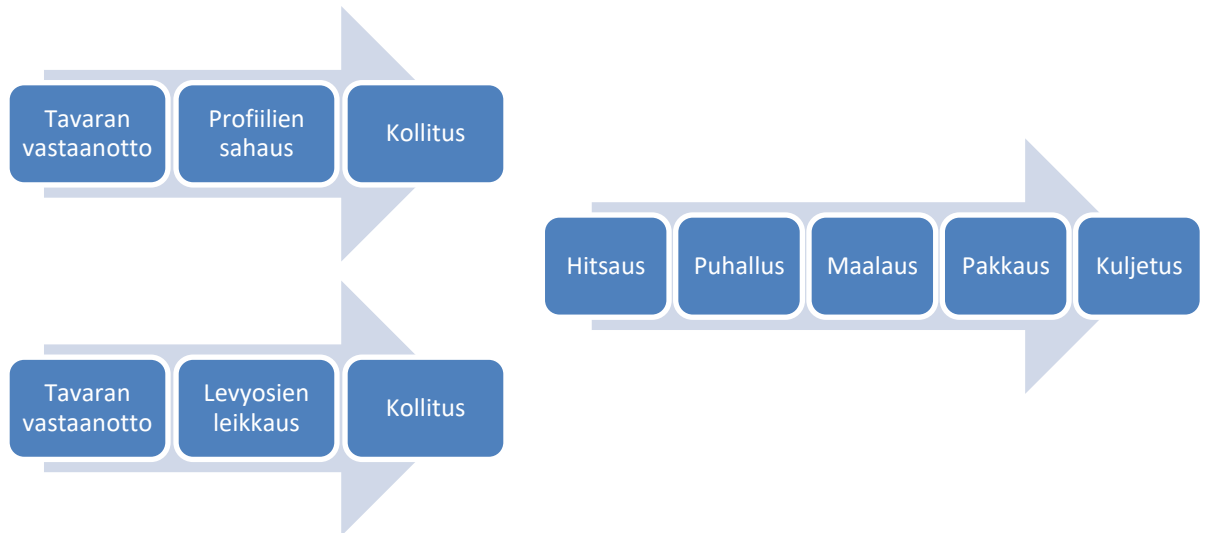 Tavaran
vastaanotto
Profiilien
sahaus
Kollitus
Tavaran
vastaanotto
Levyosien
leikkaus
Kollitus
Hitsaus
Puhallus
Maalaus
Pakkaus
Kuljetus